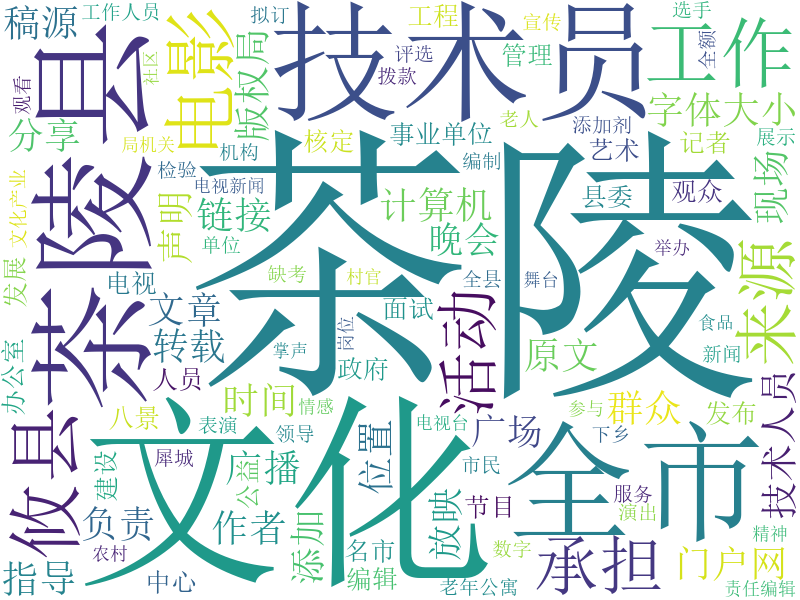 稿源
工作人员
茶陵县
电影
版权局
拟订
工程
宣传
评选
管理
拨款
技术员
选手
全额
工作
字体大小
观看
社区
分享
局机关
核定
事业单位
老人
添加剂
记者
展示
机构
检验
编制
艺术
茶陵
电视新闻
链接
计算机
县委
观众
现场
文化产业
声明
单位
晚会
发展
电视
缺考
村官
全县
舞台
举办
来源
文章
面试
活动
岗位
食品
办公室
转载
掌声
政府
原文
新闻
人员
时间
情感
群众
发布
参与
八景
表演
领导
电视台
广场
下乡
技术人员
攸县
文化
全市
建设
犀城
广播
公益
位置
市民
服务
演出
负责
作者
添加
放映
节目
精神
农村
名市
数字
承担
门户网
指导
中心
编辑
老年公寓
责任编辑